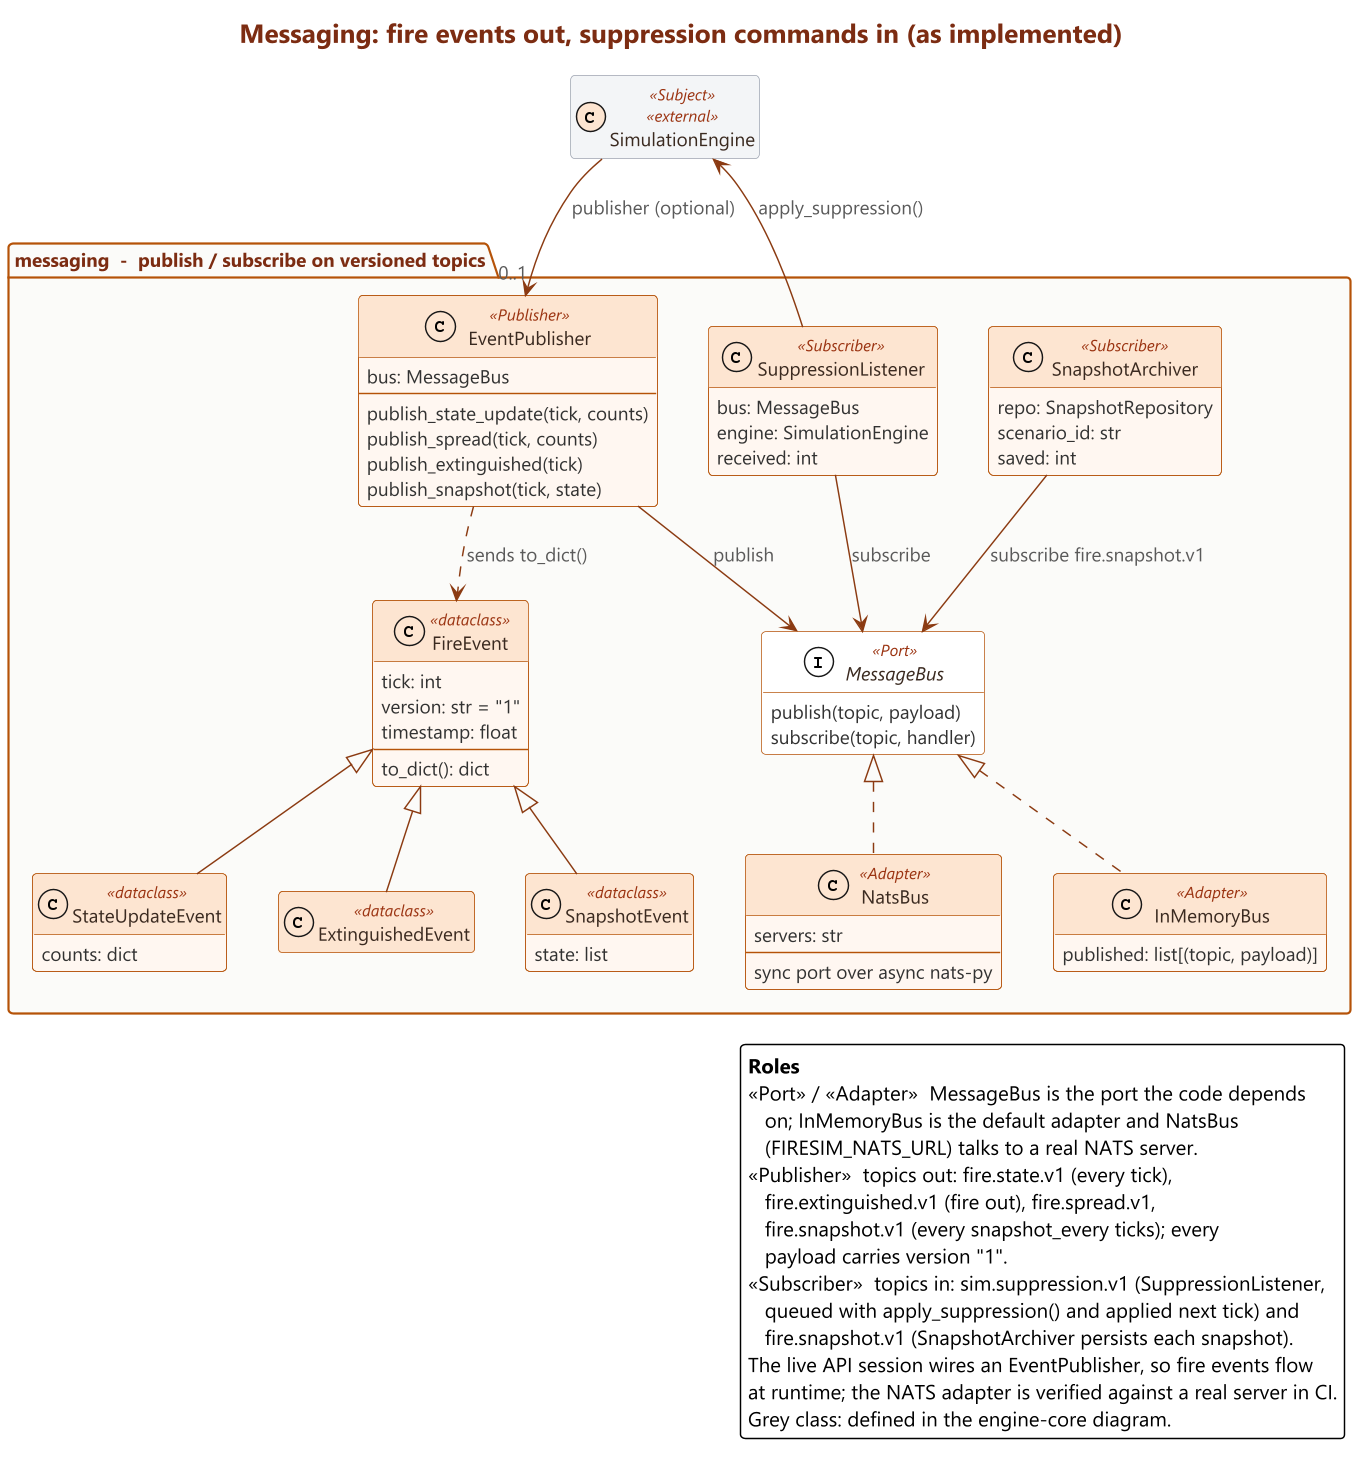 Messaging: fire events out, suppression commands in (as implemented)
C
«Subject»
«external»
SimulationEngine
publisher (optional)
apply_suppression()
0..1
messaging - publish / subscribe on versioned topics
C
«Publisher»
EventPublisher
bus: MessageBus
publish_state_update(tick, counts)
publish_spread(tick, counts)
publish_extinguished(tick)
publish_snapshot(tick, state)
C
«Subscriber»
SuppressionListener
bus: MessageBus
engine: SimulationEngine
received: int
C
«Subscriber»
SnapshotArchiver
repo: SnapshotRepository
scenario_id: str
saved: int
sends to_dict()
publish
subscribe
subscribe fire.snapshot.v1
C
«dataclass»
FireEvent
tick: int
version: str = "1"
timestamp: float
to_dict(): dict
I
«Port»
MessageBus
publish(topic, payload)
subscribe(topic, handler)
C
«dataclass»
StateUpdateEvent
counts: dict
C
«dataclass»
ExtinguishedEvent
C
«dataclass»
SnapshotEvent
state: list
C
«Adapter»
NatsBus
servers: str
sync port over async nats-py
C
«Adapter»
InMemoryBus
published: list[(topic, payload)]
Roles
«Port» / «Adapter» MessageBus is the port the code depends
on; InMemoryBus is the default adapter and NatsBus
(FIRESIM_NATS_URL) talks to a real NATS server.
«Publisher» topics out: fire.state.v1 (every tick),
fire.extinguished.v1 (fire out), fire.spread.v1,
fire.snapshot.v1 (every snapshot_every ticks); every
payload carries version "1".
«Subscriber» topics in: sim.suppression.v1 (SuppressionListener,
queued with apply_suppression() and applied next tick) and
fire.snapshot.v1 (SnapshotArchiver persists each snapshot).
The live API session wires an EventPublisher, so fire events flow
at runtime; the NATS adapter is verified against a real server in CI.
Grey class: defined in the engine-core diagram.